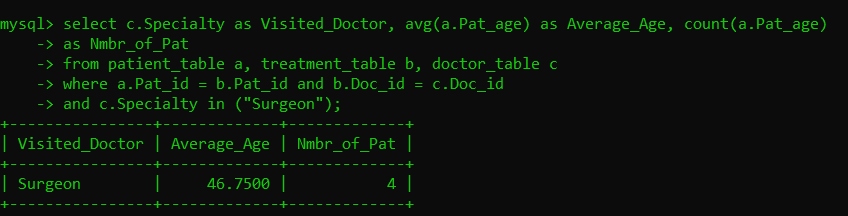 mysql> select c.Specialty as Visited_Doctor, avg(a.Pat_age) as Average_Age, count(a.Pat_age)
    -> as Nmbr_of_Pat
    -> from patient_table a, treatment_table b, doctor_table c
    -> where a.Pat_id = b.Pat_id and b.Doc_id = c.Doc_id
    -> and c.Specialty in ("Surgeon");
+----------------+-------------+-------------+
| Visited_Doctor | Average_Age | Nmbr_of_Pat |
+----------------+-------------+-------------+
| Surgeon        |     46.7500 |           4 |
+----------------+-------------+-------------+